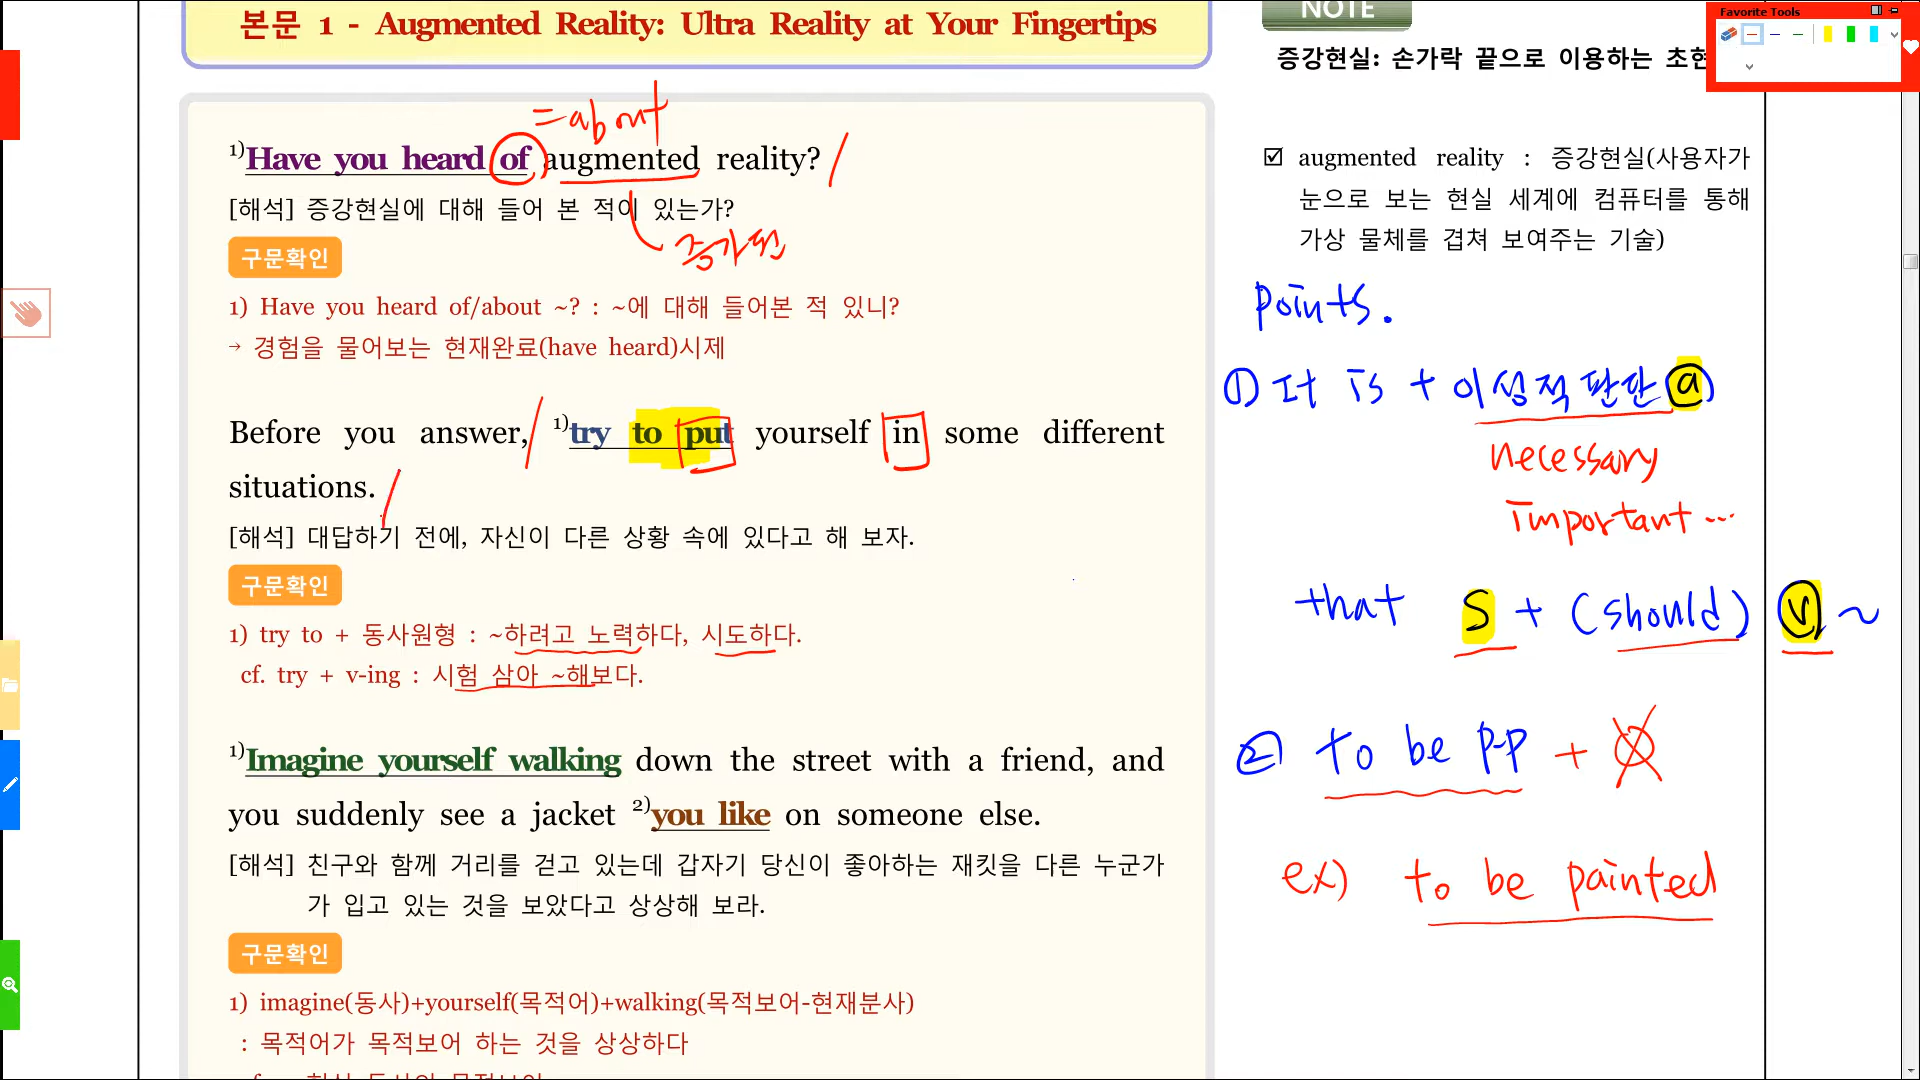 본문 1 - Augmented Reality: Ultra Reality at Your Fingertips
=about
1)Have you heard of augmented reality?
[해석] 증강현실에 대해 들어 본 적이 있는가?
증가된
구문확인
1) Have you heard of/about ~? : ~에 대해 들어본 적 있니?
→ 경험을 물어보는 현재완료(have heard)시제
Before you answer, 1)try to put yourself in some different
situations.
[해석] 대답하기 전에, 자신이 다른 상황 속에 있다고 해 보자.
구문확인
1) try to + 동사원형 : ~하려고 노력하다, 시도하다.
cf. try + v-ing : 시험 삼아 ~해보다.
1)Imagine yourself walking down the street with a friend, and
you suddenly see a jacket 2)you like on someone else.
[해석] 친구와 함께 거리를 걷고 있는데 갑자기 당신이 좋아하는 재킷을 다른 누군가
가 입고 있는 것을 보았다고 상상해 보라.
구문확인
1) imagine(동사)+yourself(목적어)+walking(목적보어-현재분사)
: 목적어가 목적보어 하는 것을 상상하다
NOTE
Favorite Tools
증강현실: 손가락 끝으로 이용하는 초현
☑ augmented reality : 증강현실(사용자가
눈으로 보는 현실 세계에 컴퓨터를 통해
가상 물체를 겹쳐 보여주는 기술)
points.
① It is + 이성적 판단 ⓐ
necessary
important ...
that S + (should) ⓥ ~
② to be p.p + O
ex) to be painted